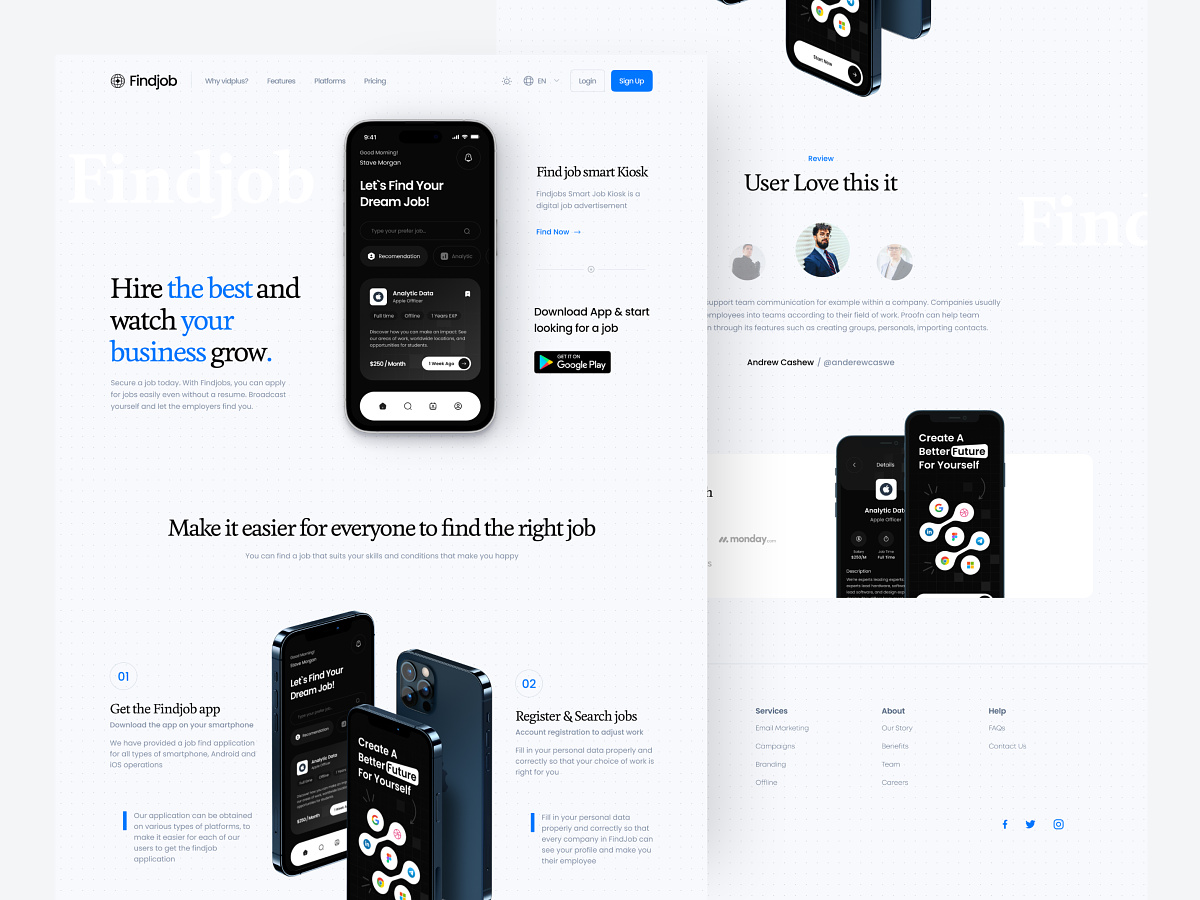 Findjob
Why vidplus?
Features
Platforms
Pricing
EN
Login
Sign Up
Findjob
Hire the best and
watch your
business grow.
Secure a job today. With Findjobs, you can apply
for jobs easily even without a resume. Broadcast
yourself and let the employers find you.
9:41
Good Morning!
Stave Morgan
Let`s Find Your
Dream Job!
Type your prefer job...
Recomendation
Analytic
Analytic Data
Apple Officer
Full time
Offline
1 Years EXP
Discover how you can make an impact: See
our areas of work, worldwide locations, and
opportunities for students.
$250 / Month
1 Week Ago
Find job smart Kiosk
Findjobs Smart Job Kiosk is a
digital job advertisement
Find Now →
Download App & start
looking for a job
GET IT ON
Google Play
Make it easier for everyone to find the right job
You can find a job that suits your skills and conditions that make you happy
01
Get the Findjob app
Download the app on your smartphone
We have provided a job find application
for all types of smartphone, Android and
iOS operations
Our application can be obtained
on various types of platforms, to
make it easier for each of our
users to get the findjob
application
Good Morning!
Stave Morgan
Let`s Find Your
Dream Job!
Type your prefer job...
Recomendation
Analytic Data
Apple Officer
Full time
Offline
$250 / Month
Create A
Better Future
For Yourself
02
Register & Search jobs
Account registration to adjust work
Fill in your personal data properly and
correctly so that your choice of work is
right for you
Fill in your personal data
properly and correctly so that
every company in FindJob can
see your profile and make you
their employee
Start Now
Review
User Love this it
Find
support team communication for example within a company. Companies usually
employees into teams according to their field of work. Proofn can help team
n through its features such as creating groups, personals, importing contacts.
Andrew Cashew / @anderewcaswe
n
monday.com
s
Details
Analytic Dat
Apple Officer
Salary
$250/M
Job Time
Full Time
Description
Create A
Better Future
For Yourself
Services
Email Marketing
Campaigns
Branding
Offline
About
Our Story
Benefits
Team
Careers
Help
FAQs
Contact Us